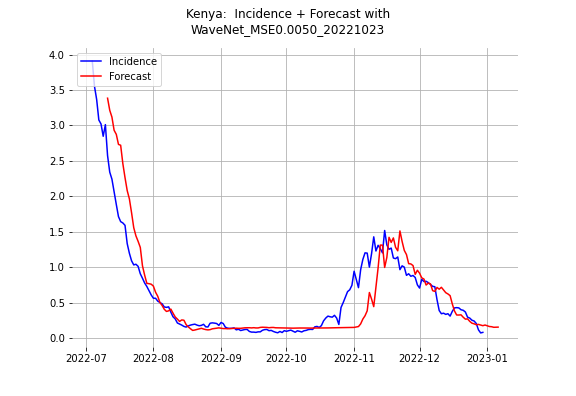 Kenya:  Incidence + Forecast with
WaveNet_MSE0.0050_20221023
Incidence
Forecast
4.0
3.5
3.0
2.5
2.0
1.5
1.0
0.5
0.0
2022-07 2022-08 2022-09 2022-10 2022-11 2022-12 2023-01